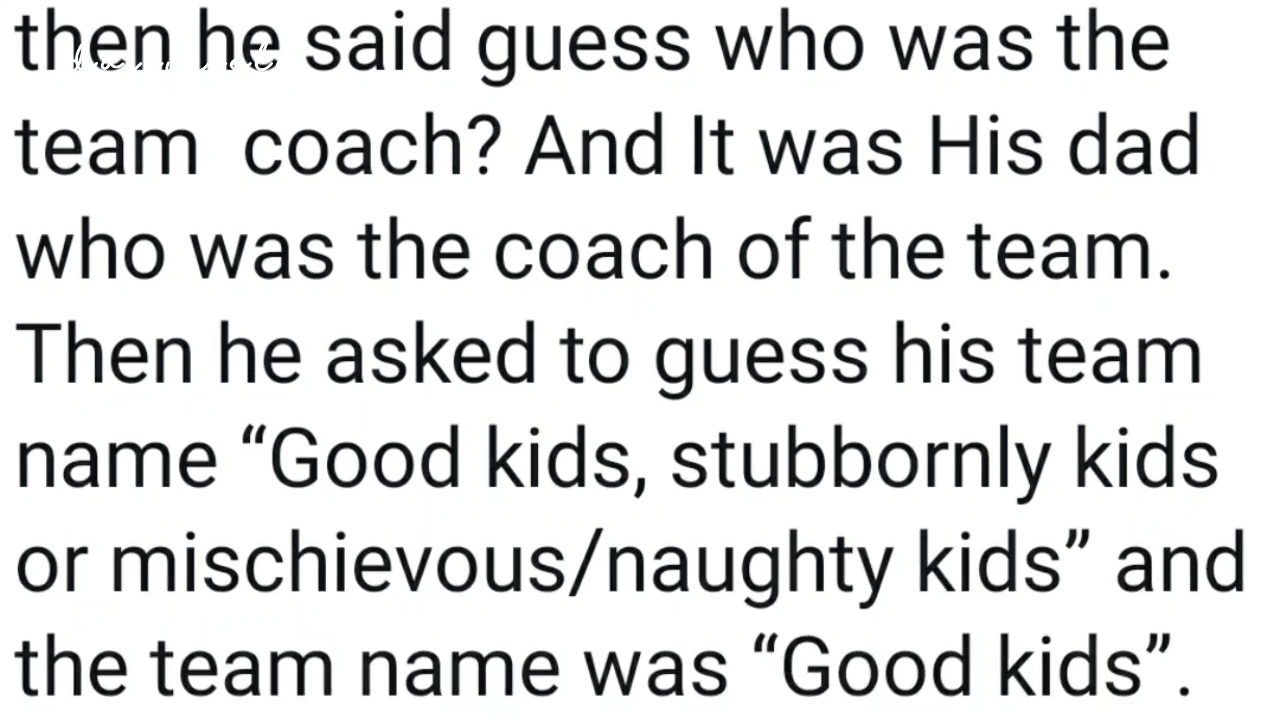 then he said guess who was the
team  coach? And It was His dad
who was the coach of the team.
Then he asked to guess his team
name “Good kids, stubbornly kids
or mischievous/naughty kids” and
the team name was “Good kids”.